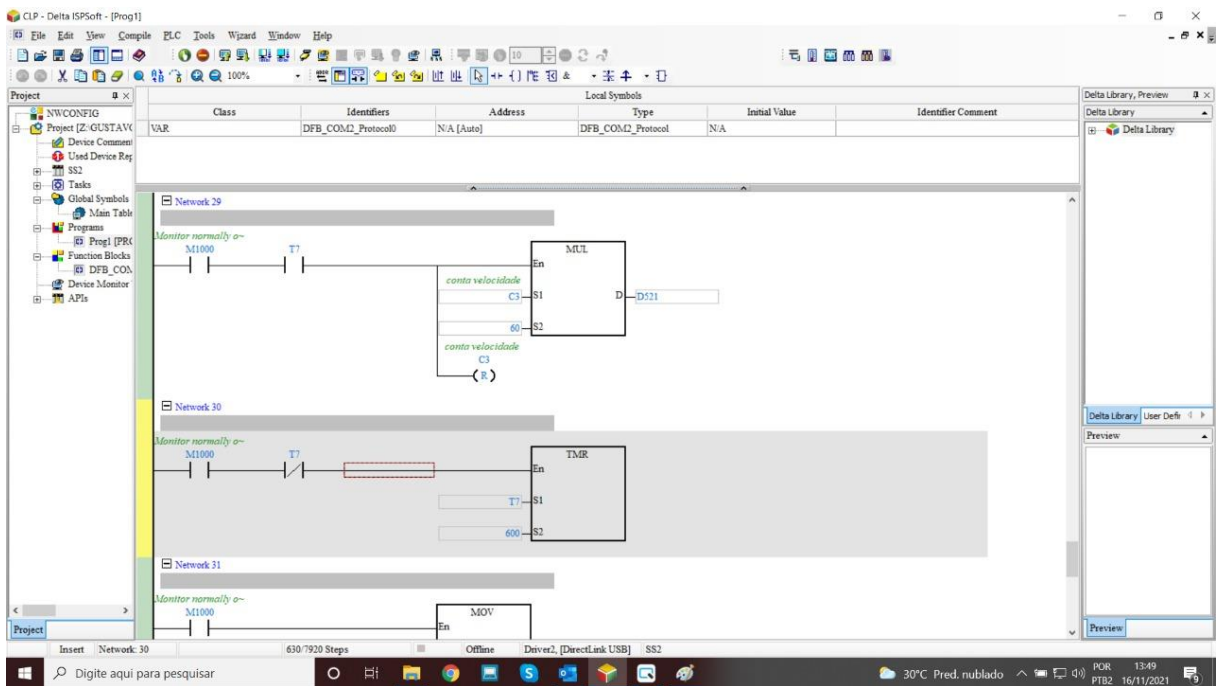 CLP - Delta ISPSoft - [Prog1]
File Edit View Compile PLC Tools Wizard Window Help
100%
Project
NWCONFIG
Project [Z:\GUSTAV
Device Comment
Used Device Rep
SS2
Tasks
Global Symbols
Main Table
Programs
Prog1 [PRG
Function Blocks
DFB_COM
Device Monitor
APIs
Project
Local Symbols
Class Identifiers Address Type Initial Value Identifier Comment
VAR DFB_COM2_Protocol0 N/A [Auto] DFB_COM2_Protocol N/A
Network 29
Monitor normally o~
M1000 T7 MUL
En
conta velocidade
C3 S1 D D521
60 S2
conta velocidade
C3
R
Network 30
Monitor normally o~
M1000 T7 TMR
En
T7 S1
600 S2
Network 31
Monitor normally o~
M1000 MOV
En
Delta Library, Preview
Delta Library
Delta Library
Delta Library User Defi
Preview
Preview
Insert Network: 30 630/7920 Steps Offline Driver2, [DirectLink USB] SS2
Digite aqui para pesquisar
30°C Pred. nublado
POR 13:49
PTB2 16/11/2021